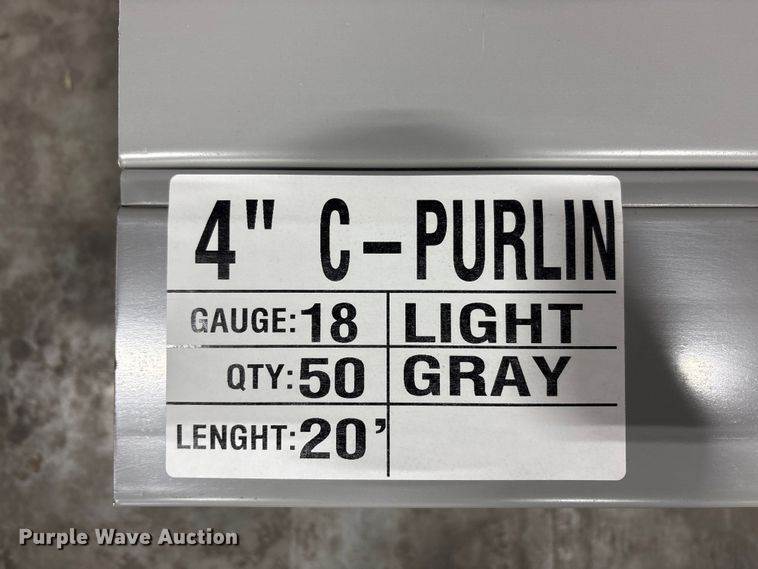 4" C-PURLIN
GAUGE: 18 LIGHT
QTY: 50 GRAY
LENGHT: 20'
Purple Wave Auction